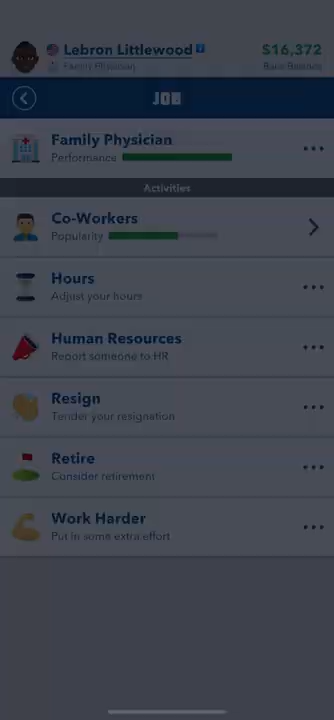 Lebron Littlewood
$16,372
Family Physician
Bank Balance
JOB
Family Physician
Performance
Activities
Co-Workers
Popularity
Hours
Adjust your hours
Human Resources
Report someone to HR
Resign
Tender your resignation
Retire
Consider retirement
Work Harder
Put in some extra effort